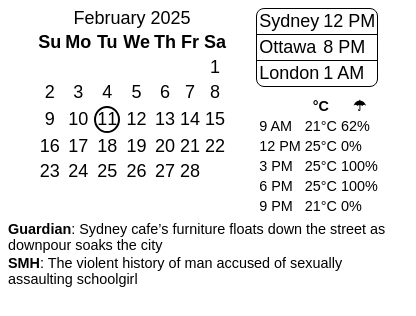 February 2025
Su Mo Tu We Th Fr Sa
1
2 3 4 5 6 7 8
9 10 11 12 13 14 15
16 17 18 19 20 21 22
23 24 25 26 27 28
Sydney 12 PM
Ottawa 8 PM
London 1 AM
°C ☂
9 AM 21°C 62%
12 PM 25°C 0%
3 PM 25°C 100%
6 PM 25°C 100%
9 PM 21°C 0%
Guardian: Sydney cafe's furniture floats down the street as
downpour soaks the city
SMH: The violent history of man accused of sexually
assaulting schoolgirl